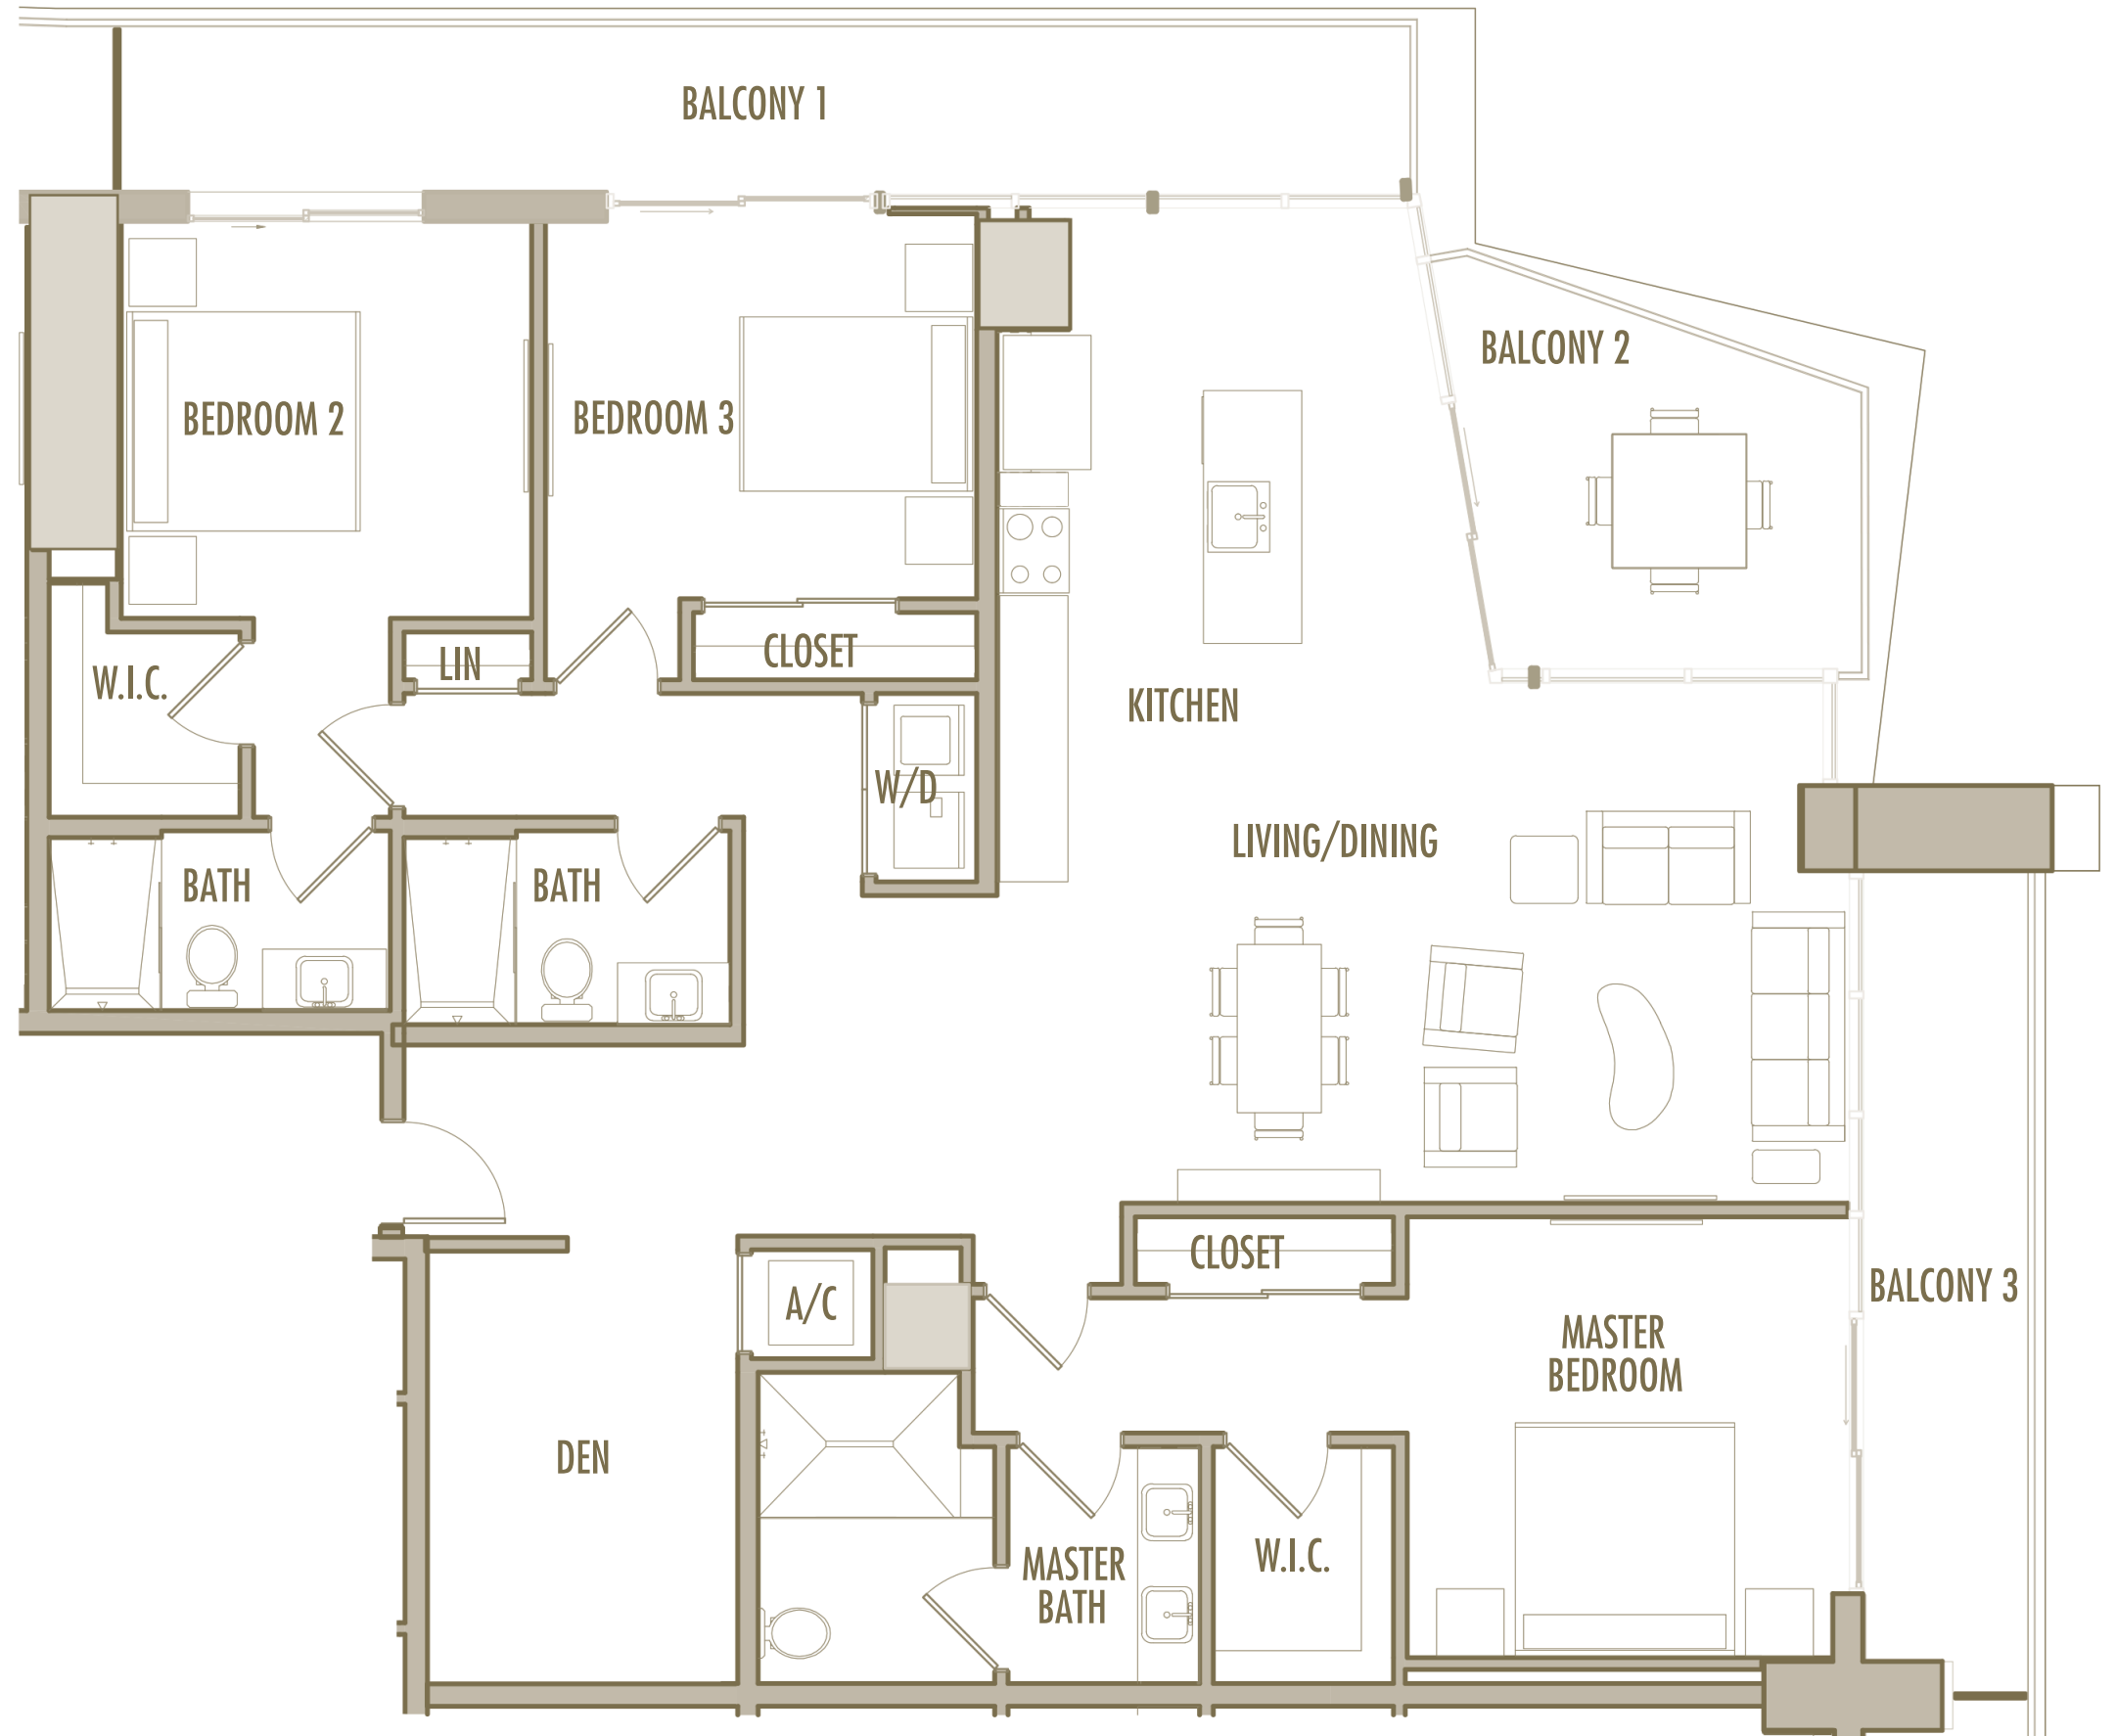 BALCONY 1
BALCONY 2
BEDROOM 2
BEDROOM 3
LIN
CLOSET
W.I.C.
KITCHEN
W/D
LIVING/DINING
BATH
BATH
CLOSET
BALCONY 3
A/C
MASTER
BEDROOM
DEN
MASTER
BATH
W.I.C.